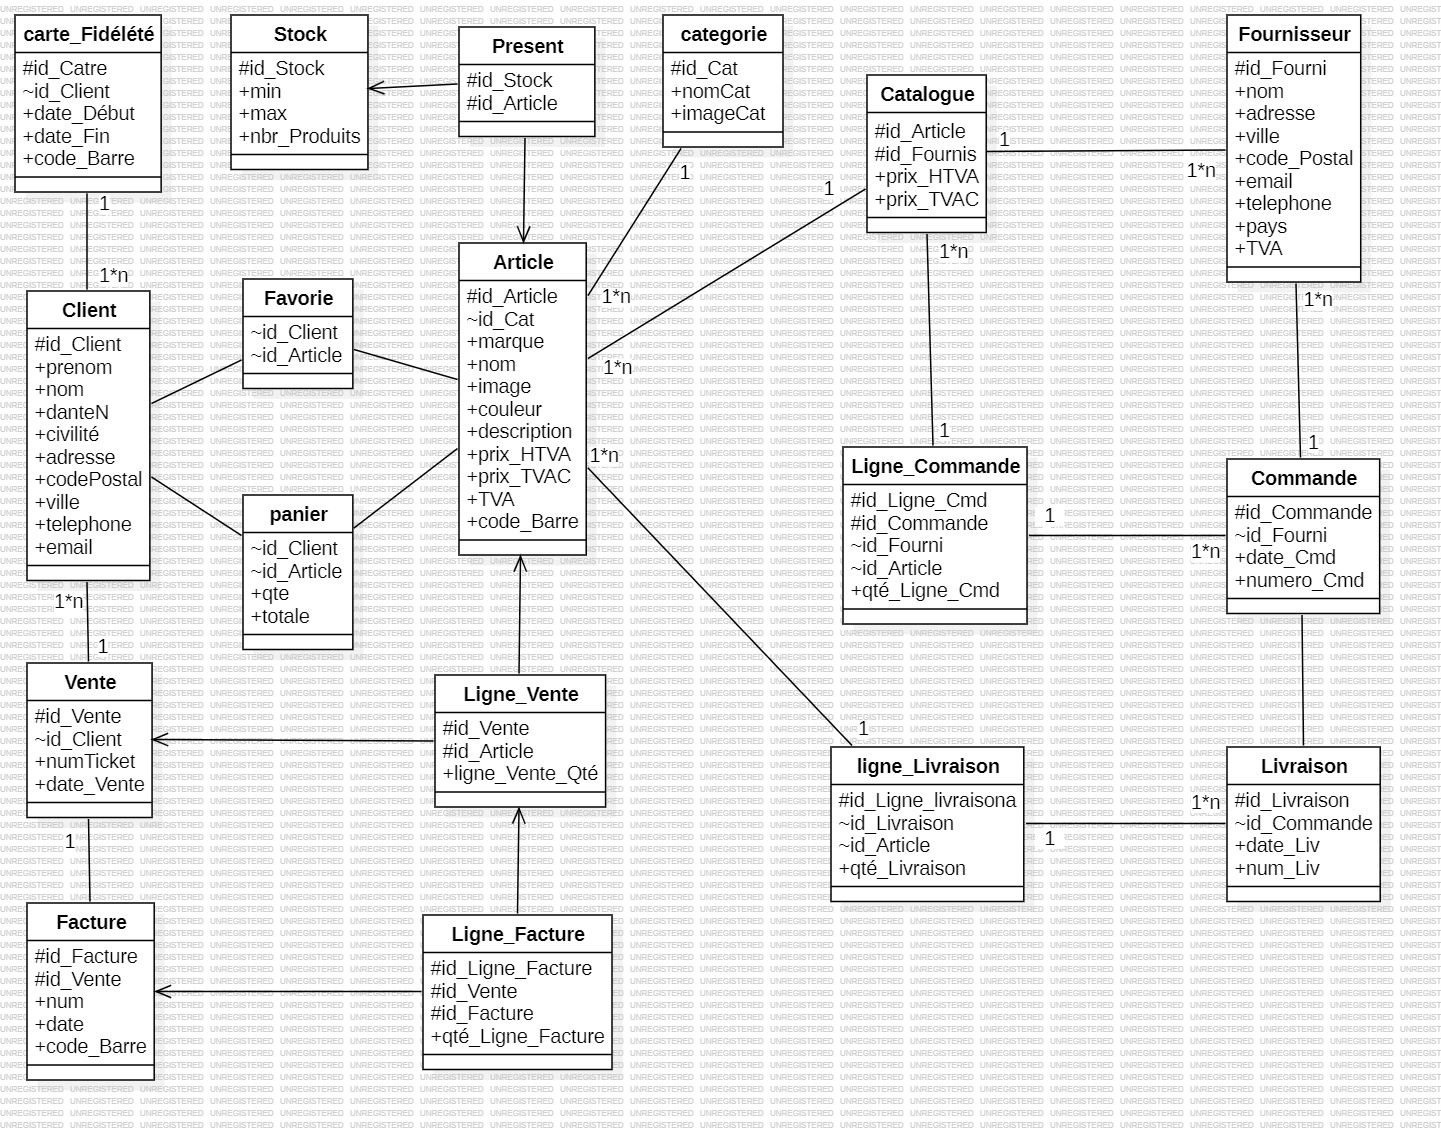 carte_Fidélété
#id_Catre
~id_Client
+date_Début
+date_Fin
+code_Barre
1
1*n
Stock
#id_Stock
+min
+max
+nbr_Produits
Present
#id_Stock
#id_Article
categorie
#id_Cat
+nomCat
+imageCat
1
1*n
Catalogue
#id_Article
#id_Fournis
+prix_HTVA
+prix_TVAC
1
1*n
1
1*n
1*n
1
Fournisseur
#id_Fourni
+nom
+adresse
+ville
+code_Postal
+email
+telephone
+pays
+TVA
1*n
1
Client
#id_Client
+prenom
+nom
+danteN
+civilité
+adresse
+codePostal
+ville
+telephone
+email
1*n
1
Favorie
~id_Client
~id_Article
panier
~id_Client
~id_Article
+qte
+totale
Article
#id_Article
~id_Cat
+marque
+nom
+image
+couleur
+description
+prix_HTVA
+prix_TVAC
+TVA
+code_Barre
1*n
1
Ligne_Commande
#id_Ligne_Cmd
#id_Commande
~id_Fourni
~id_Article
+qté_Ligne_Cmd
1
1*n
Commande
#id_Commande
~id_Fourni
+date_Cmd
+numero_Cmd
Vente
#id_Vente
~id_Client
+numTicket
+date_Vente
1
Ligne_Vente
#id_Vente
#id_Article
+ligne_Vente_Qté
ligne_Livraison
#id_Ligne_livraisona
~id_Livraison
~id_Article
+qté_Livraison
1
1*n
Livraison
#id_Livraison
~id_Commande
+date_Liv
+num_Liv
Facture
#id_Facture
#id_Vente
+num
+date
+code_Barre
Ligne_Facture
#id_Ligne_Facture
#id_Vente
#id_Facture
+qté_Ligne_Facture
UNREGISTERED